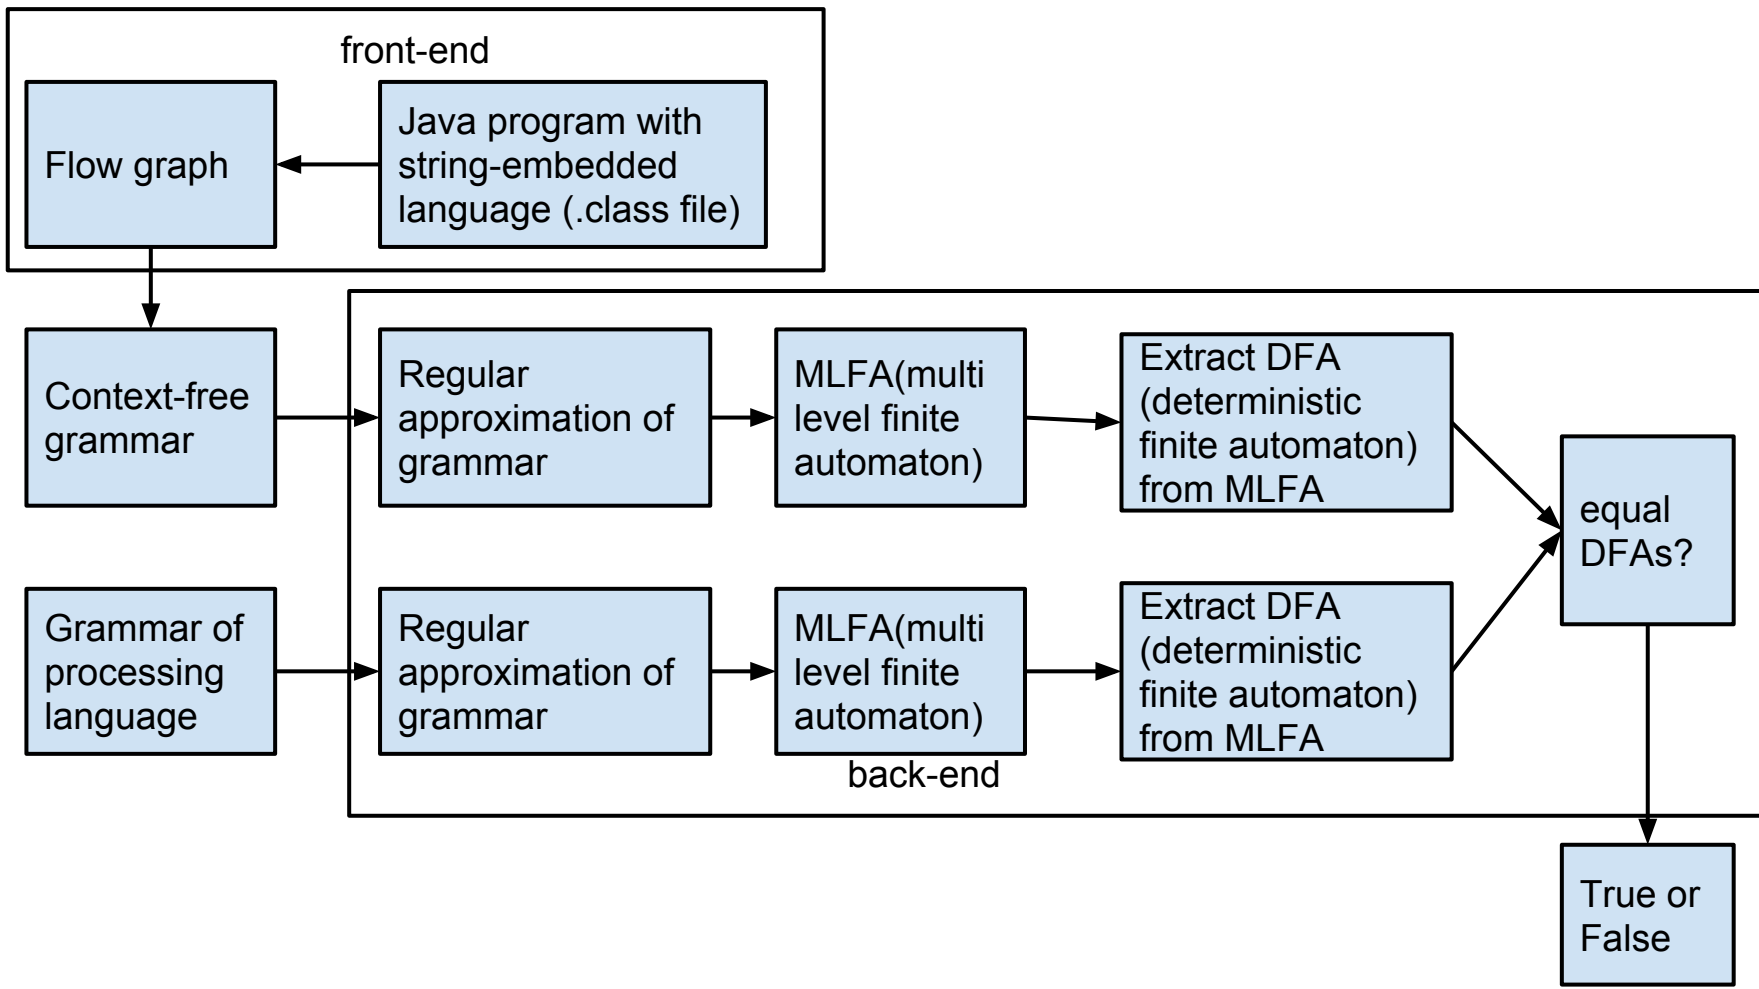 front-end
Flow graph
Java program with
string-embedded
language (.class file)
Context-free
grammar
Regular
approximation of
grammar
MLFA(multi
level finite
automaton)
Extract DFA
(deterministic
finite automaton)
from MLFA
equal
DFAs?
Grammar of
processing
language
Regular
approximation of
grammar
MLFA(multi
level finite
automaton)
Extract DFA
(deterministic
finite automaton)
from MLFA
back-end
True or
False